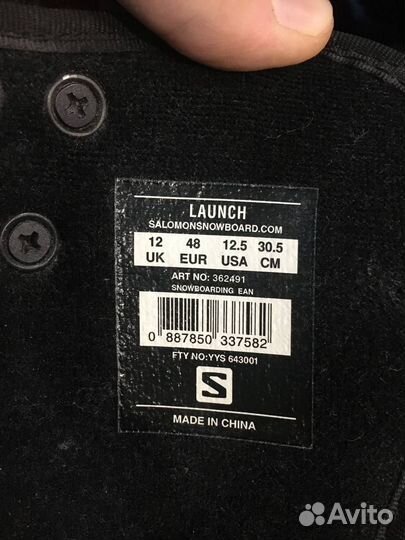 LAUNCH
SALOMONSNOWBOARD.COM
12 48 12.5 30.5
UK EUR USA CM
ART NO: 362491
SNOWBOARDING EAN
0 887850 337582
FTY NO:YYS 643001
S
MADE IN CHINA
Avito